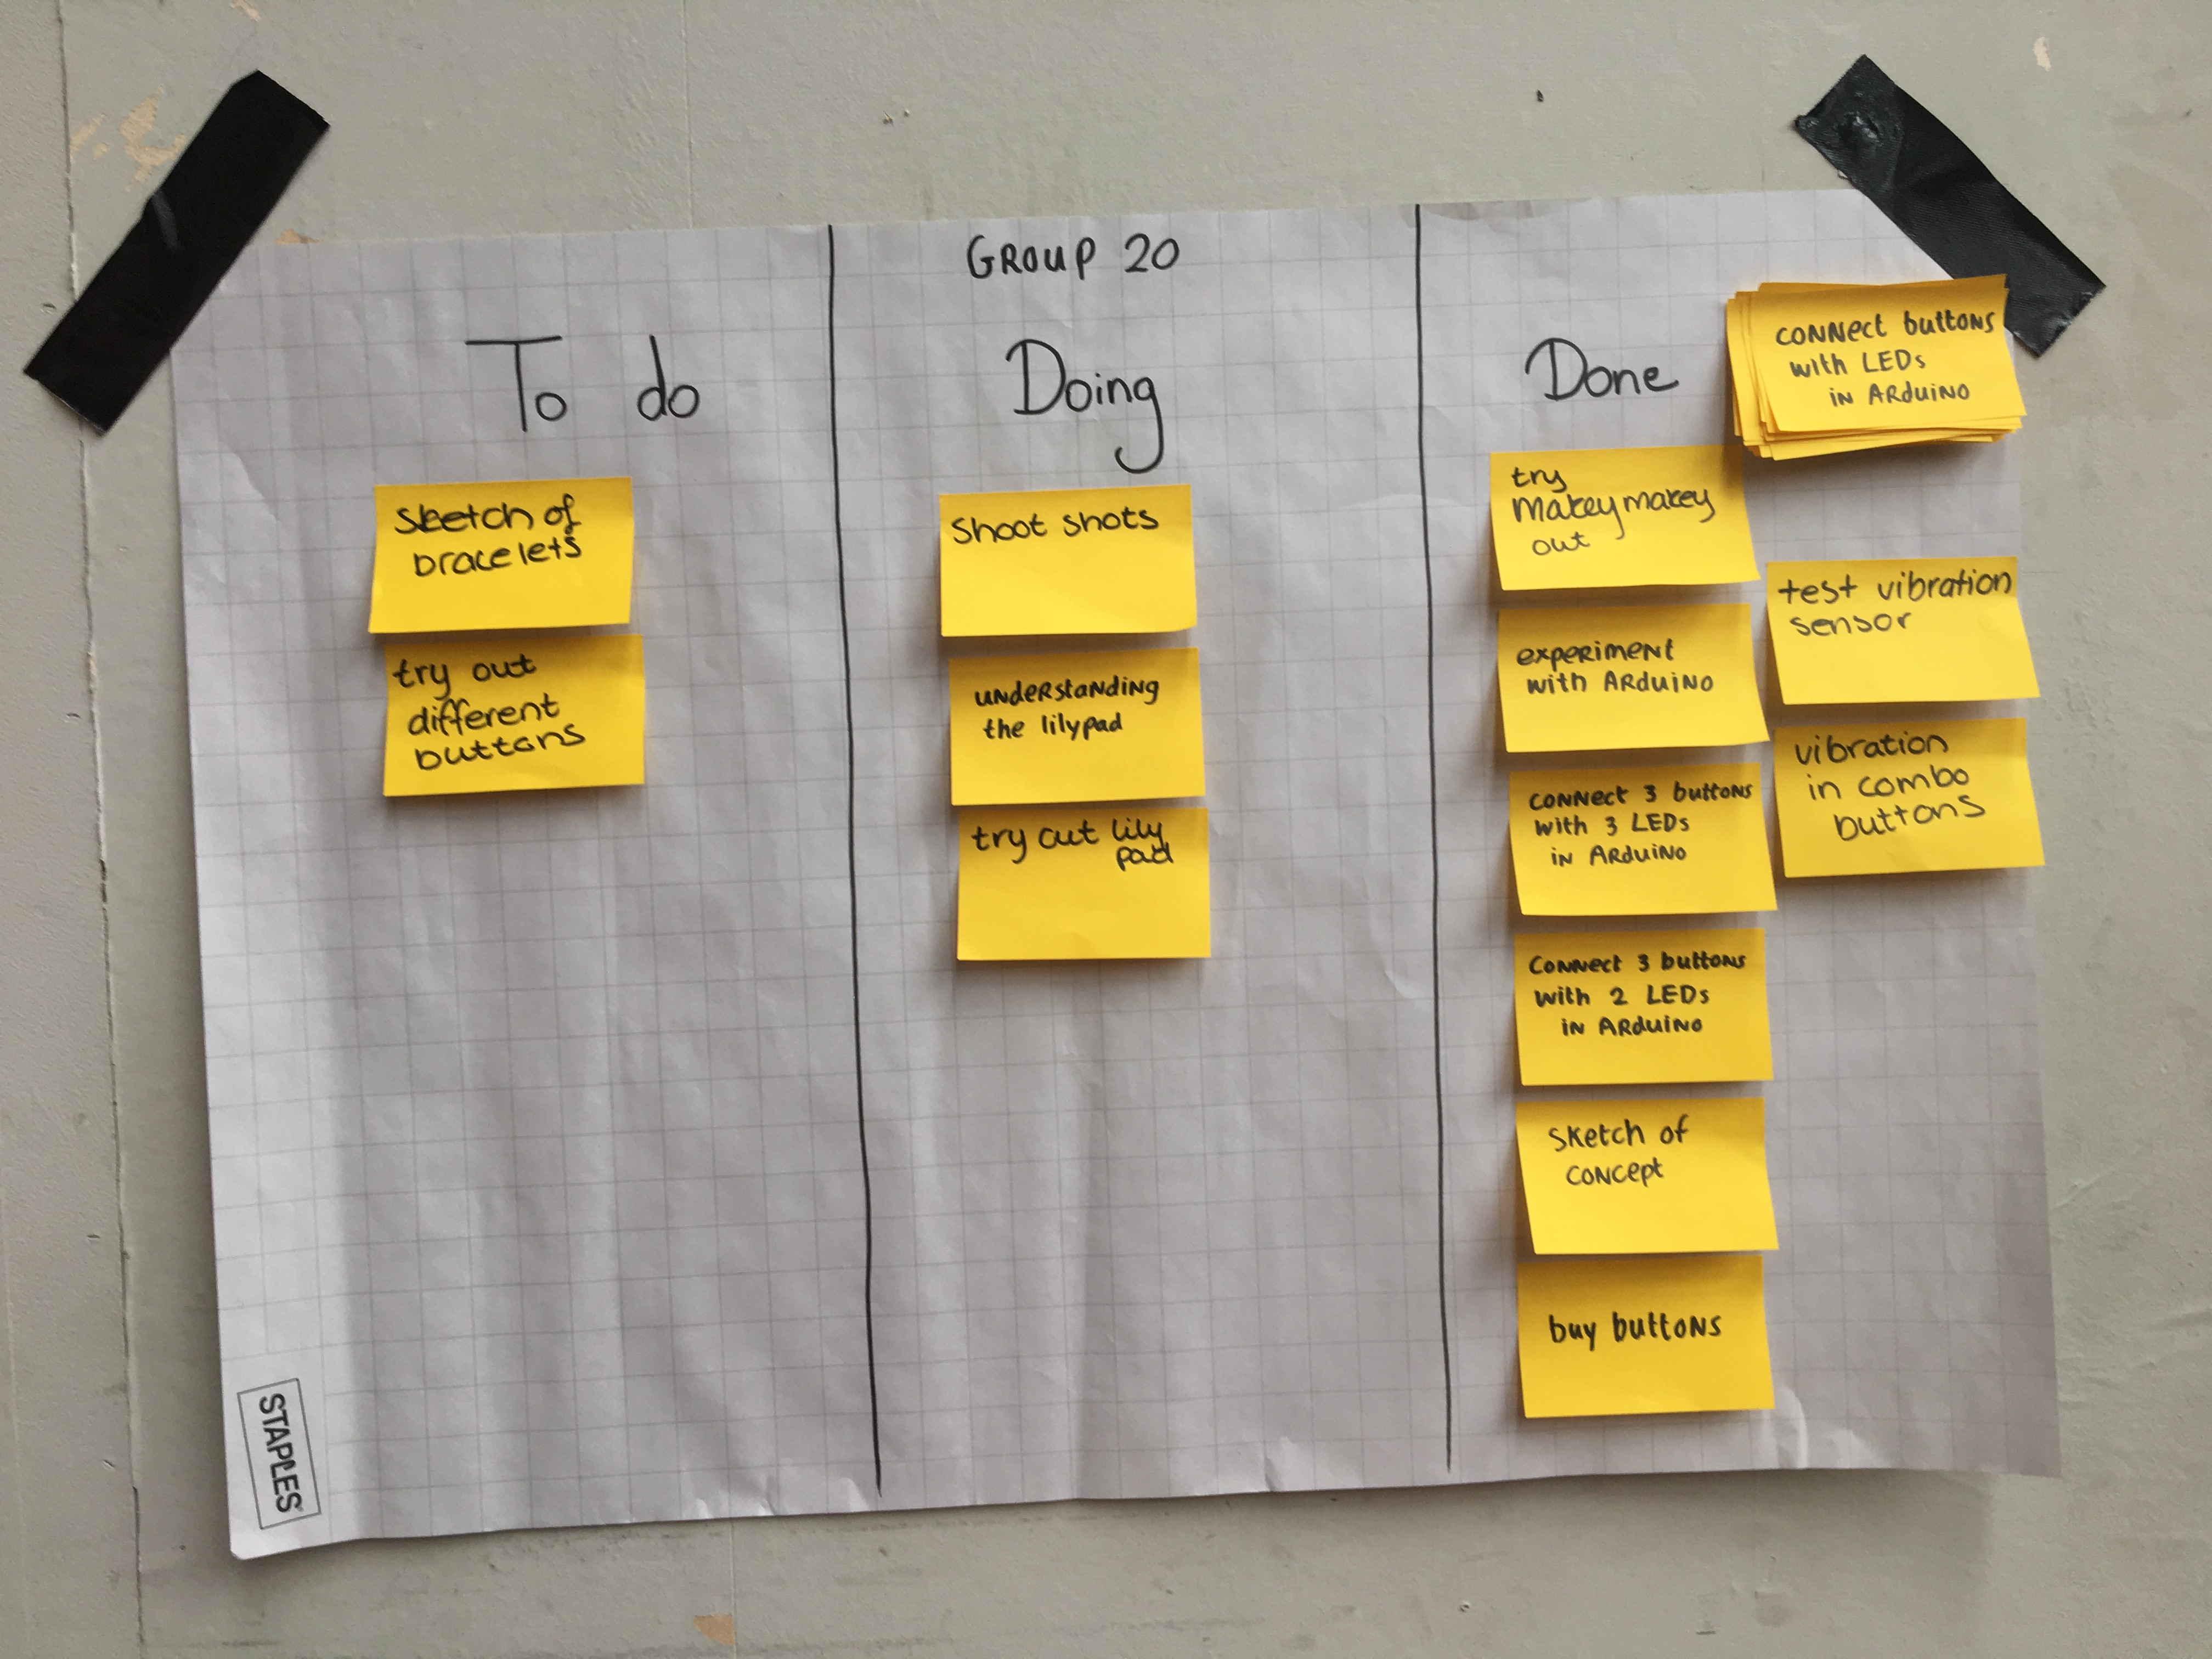 GROUP 20
To do
sketch of
bracelets
try out
different
buttons
Doing
shoot shots
understanding
the lilypad
try out lily
pad
Done
connect buttons
with LEDs
in Arduino
try
makeymakey
out
experiment
with Arduino
connect 3 buttons
with 3 LEDs
in Arduino
connect 3 buttons
with 2 LEDs
in Arduino
sketch of
concept
buy buttons
test vibration
sensor
vibration
in combo
buttons
STAPLES